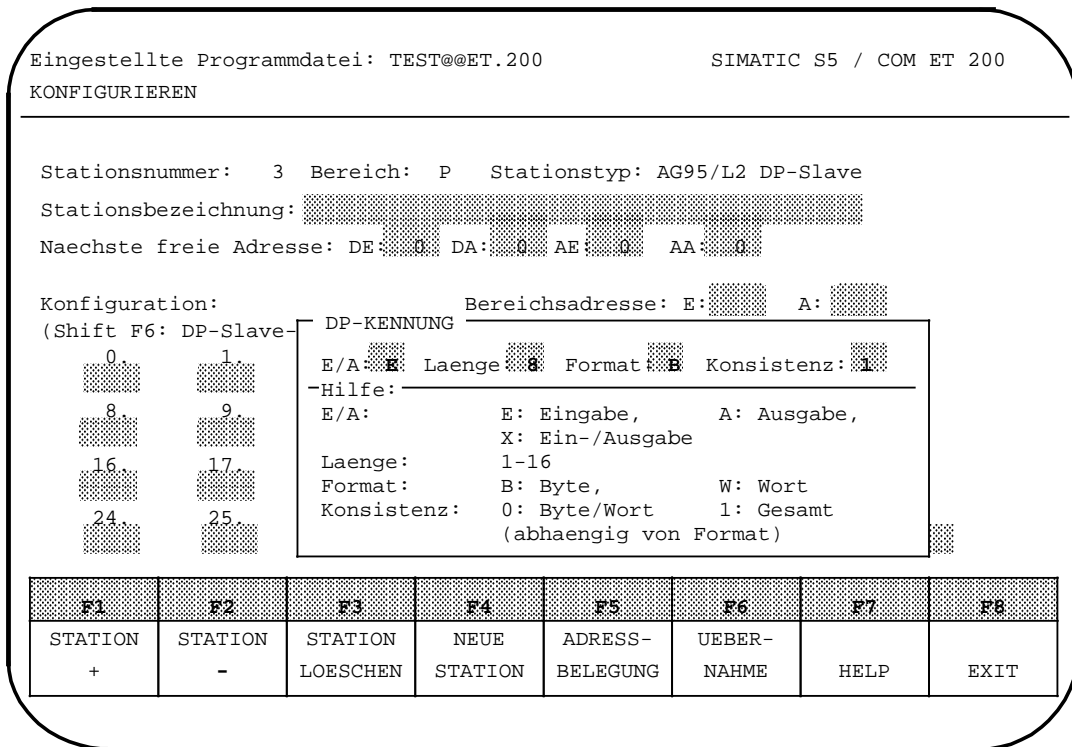 Eingestellte Programmdatei: TEST@@ET.200 SIMATIC S5 / COM ET 200
KONFIGURIEREN
Stationsnummer: 3 Bereich: P Stationstyp: AG95/L2 DP-Slave
Stationsbezeichnung:
Naechste freie Adresse: DE: 0 DA: 0 AE: 0 AA: 0
Konfiguration: Bereichsadresse: E: A:
(Shift F6: DP-Slave-
DP-KENNUNG
0. 1. E/A: E Laenge: 8 Format: B Konsistenz: 1
Hilfe:
8. 9. E/A: E: Eingabe, A: Ausgabe,
X: Ein-/Ausgabe
16. 17. Laenge: 1-16
Format: B: Byte, W: Wort
24. 25. Konsistenz: 0: Byte/Wort 1: Gesamt
(abhaengig von Format)
F1 F2 F3 F4 F5 F6 F7 F8
STATION STATION STATION NEUE ADRESS- UEBER-
+ - LOESCHEN STATION BELEGUNG NAHME HELP EXIT